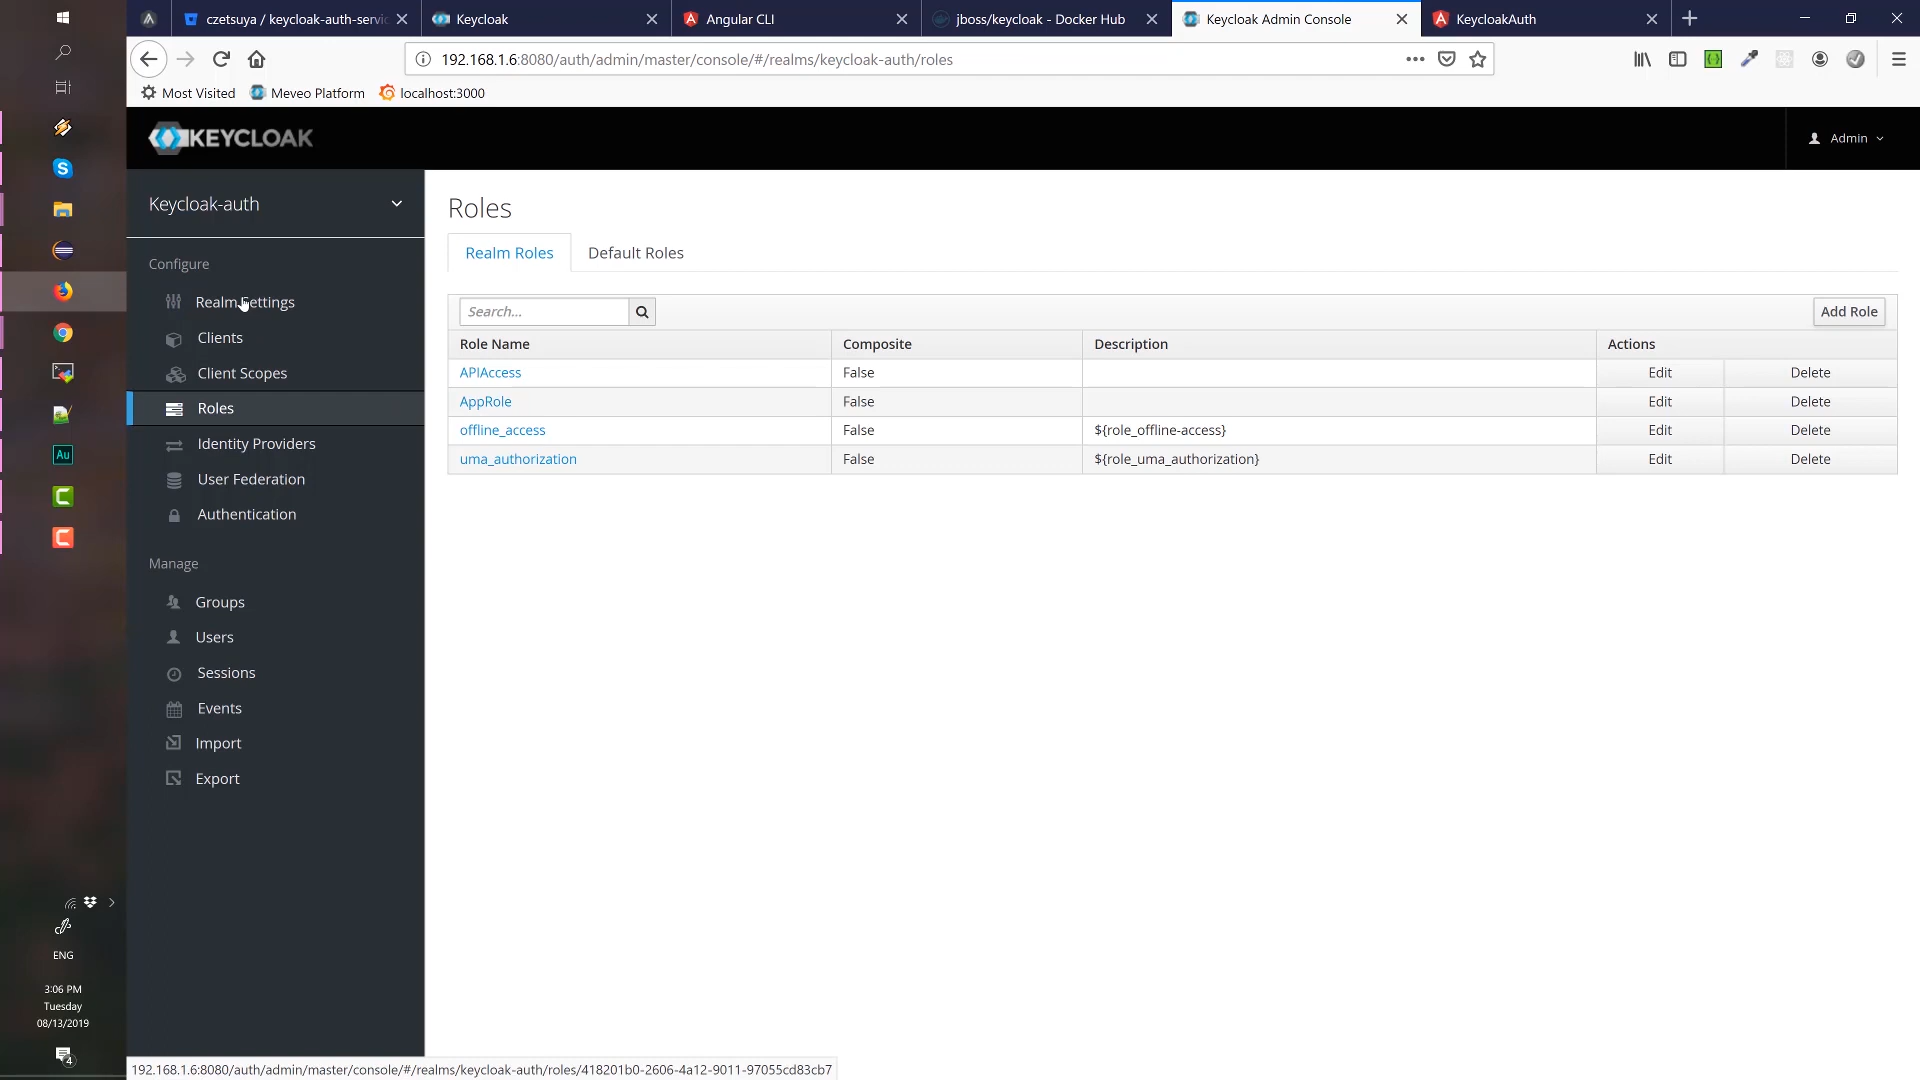 czetsuya / keycloak-auth-servic
Keycloak
Angular CLI
jboss/keycloak - Docker Hub
Keycloak Admin Console
KeycloakAuth
192.168.1.6:8080/auth/admin/master/console/#/realms/keycloak-auth/roles
Most Visited
Meveo Platform
localhost:3000
KEYCLOAK
Admin
Keycloak-auth
Configure
Realm Settings
Clients
Client Scopes
Roles
Identity Providers
User Federation
Authentication
Manage
Groups
Users
Sessions
Events
Import
Export
Roles
Realm Roles Default Roles
Search... Add Role
Role Name Composite Description Actions
APIAccess False Edit Delete
AppRole False Edit Delete
offline_access False ${role_offline-access} Edit Delete
uma_authorization False ${role_uma_authorization} Edit Delete
Au
ENG
3:06 PM
Tuesday
08/13/2019
4
192.168.1.6:8080/auth/admin/master/console/#/realms/keycloak-auth/roles/418201b0-2606-4a12-9011-97055cd83cb7